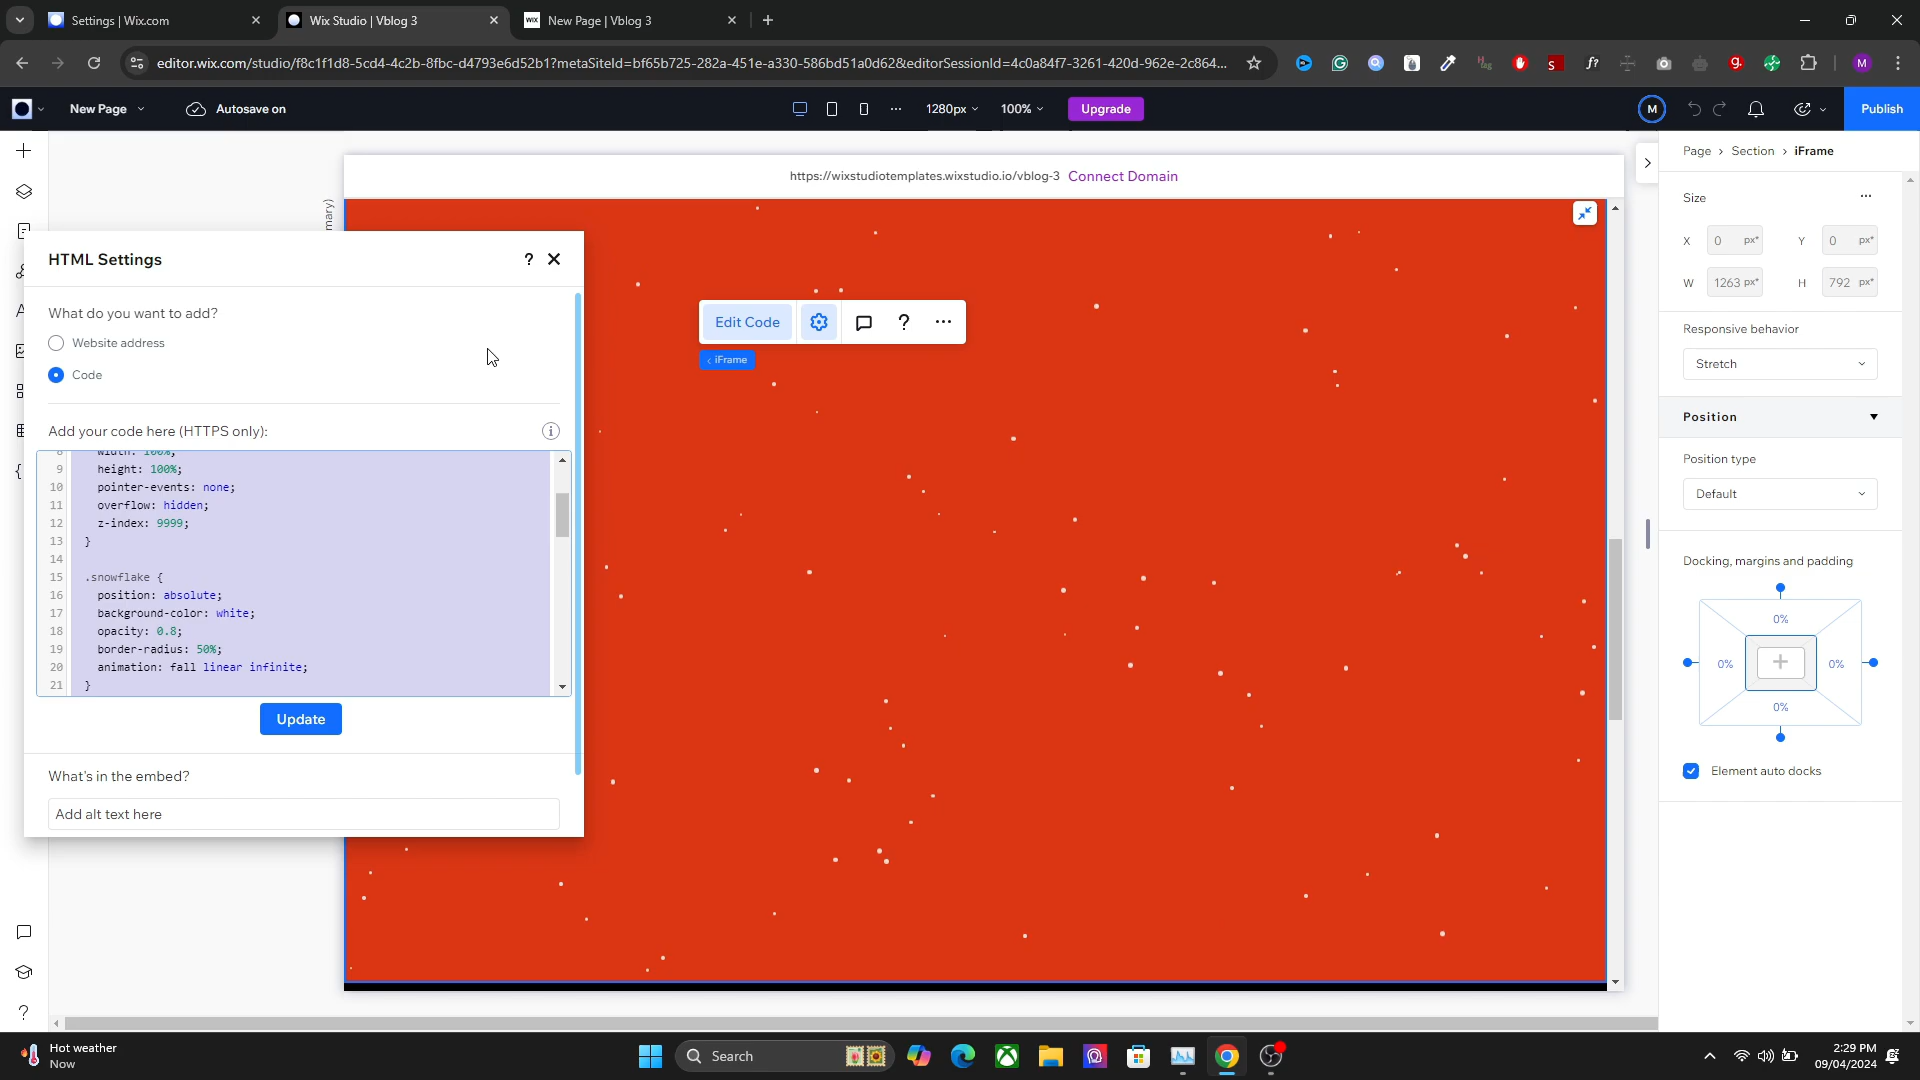 Settings | Wix.com
Wix Studio | Vblog 3
WIX New Page | Vblog 3
editor.wix.com/studio/f8c1f1d8-5cd4-4c2b-8fbc-d4793e6d52b1?metaSiteId=bf65b725-282a-451e-a330-586bd51a0d62&editorSessionId=4c0a84f7-3261-420d-962e-2c864...
f?
g.
M
New Page
Autosave on
1280px
100%
Upgrade
M
Publish
https://wixstudiotemplates.wixstudio.io/vblog-3 Connect Domain
mary)
HTML Settings
?
What do you want to add?
Website address
Code
Add your code here (HTTPS only):
8 width: 100%;
9 height: 100%;
10 pointer-events: none;
11 overflow: hidden;
12 z-index: 9999;
13 }
14
15 .snowflake {
16 position: absolute;
17 background-color: white;
18 opacity: 0.8;
19 border-radius: 50%;
20 animation: fall linear infinite;
21 }
Update
What's in the embed?
Add alt text here
Edit Code
?
‹ iFrame
Page › Section › iFrame
Size
X 0 px* Y 0 px*
W 1263 px* H 792 px*
Responsive behavior
Stretch
Position
Position type
Default
Docking, margins and padding
0%
0% 0%
0%
Element auto docks
?
Hot weather
Now
Search
2:29 PM
09/04/2024